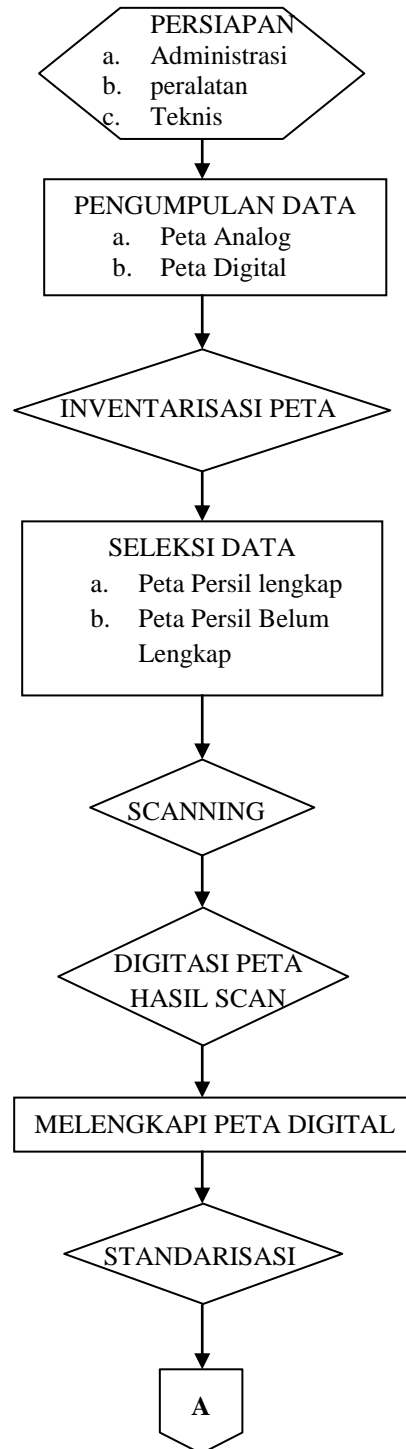 PERSIAPAN
a. Administrasi
b. peralatan
c. Teknis
PENGUMPULAN DATA
a. Peta Analog
b. Peta Digital
INVENTARISASI PETA
SELEKSI DATA
a. Peta Persil lengkap
b. Peta Persil Belum
Lengkap
SCANNING
DIGITASI PETA
HASIL SCAN
MELENGKAPI PETA DIGITAL
STANDARISASI
A